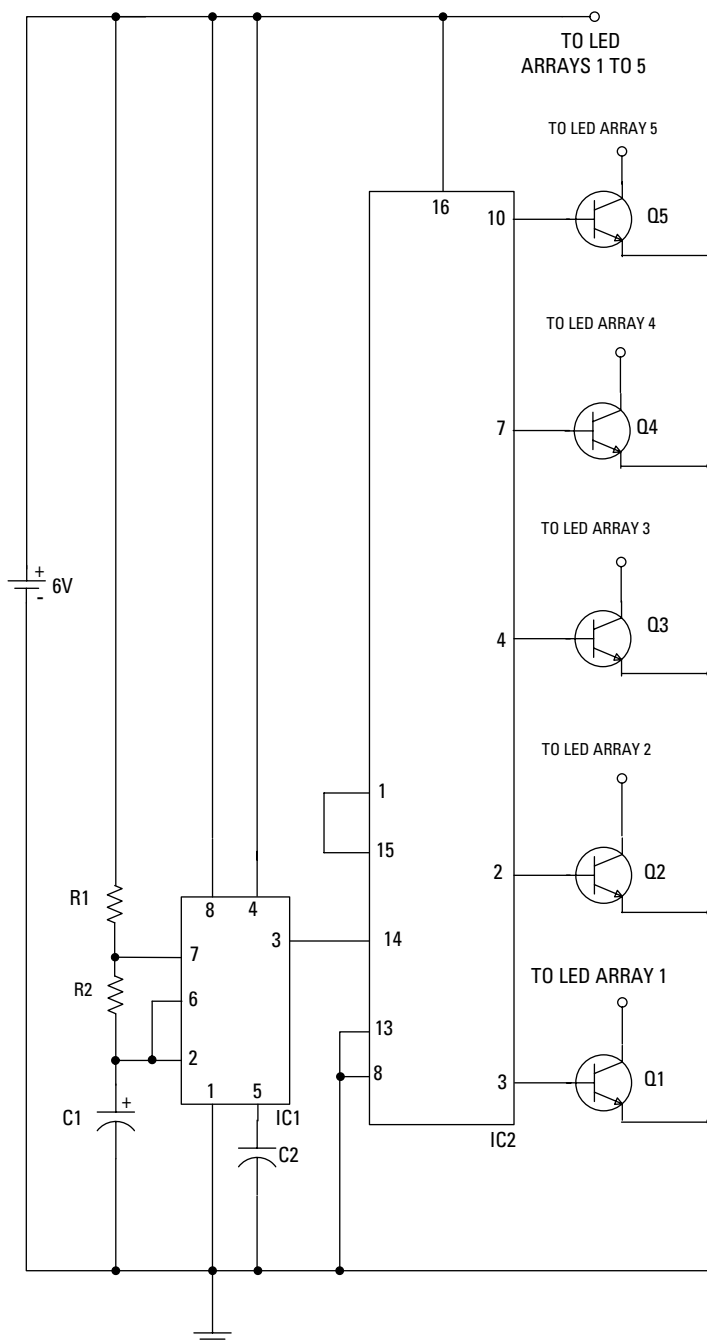 TO LED
ARRAYS 1 TO 5
TO LED ARRAY 5
16
10
Q5
TO LED ARRAY 4
7
Q4
TO LED ARRAY 3
+
6V
-
4
Q3
TO LED ARRAY 2
1
15
2
Q2
R1
8
4
3
14
7
R2
6
TO LED ARRAY 1
13
2
8
3
Q1
1
5
+
C1
IC1
C2
IC2